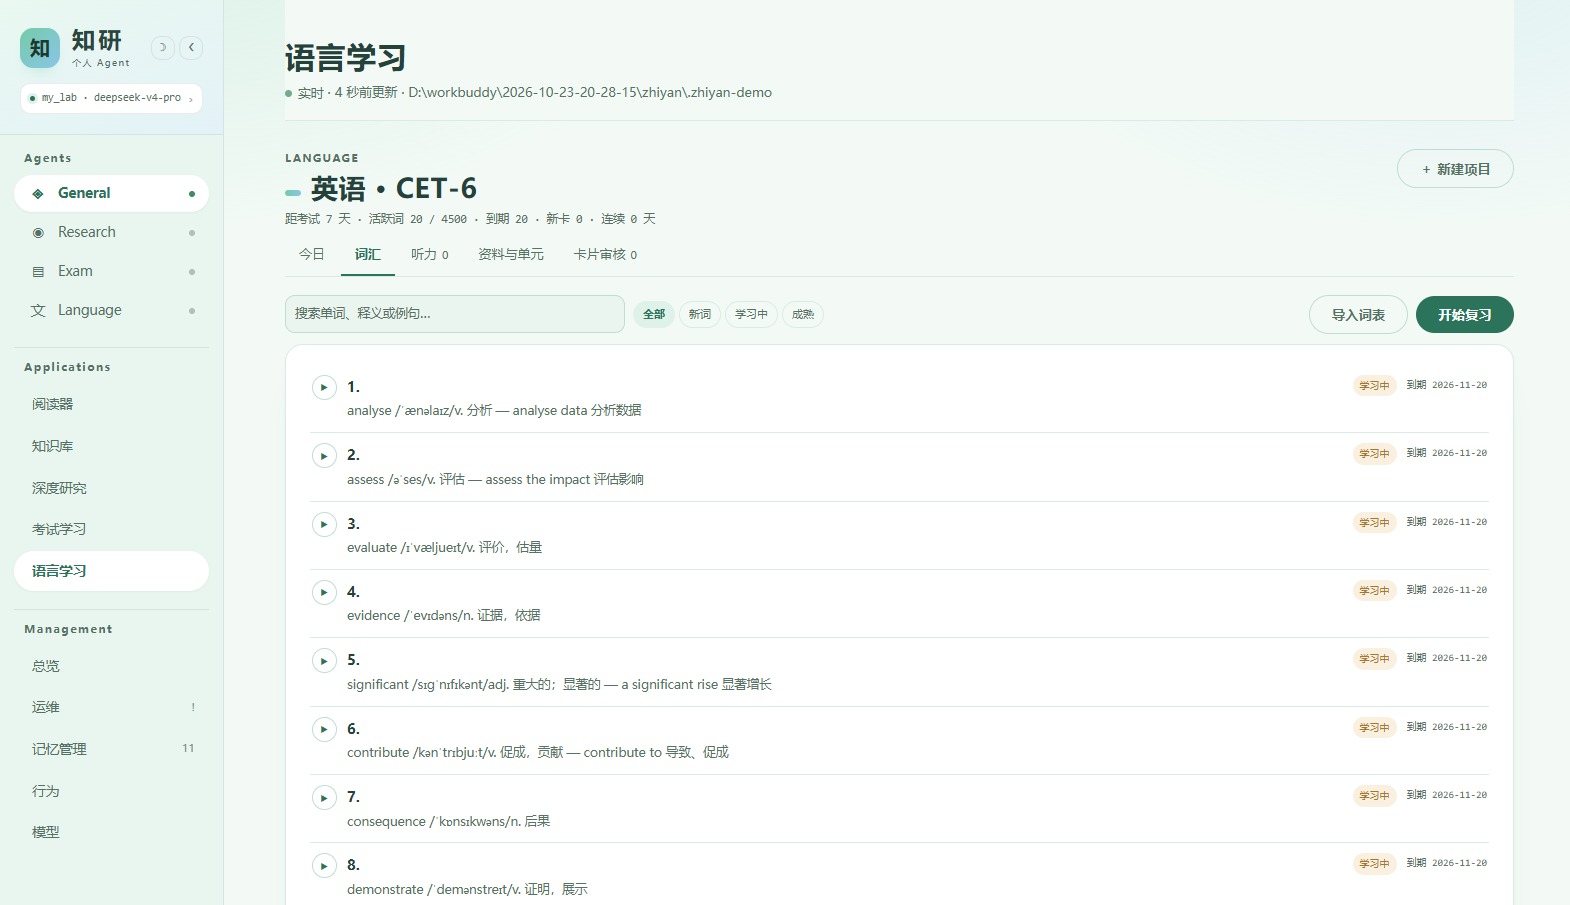 知
知研
个人 Agent
my_lab · deepseek-v4-pro
Agents
General
Research
Exam
文 Language
Applications
阅读器
知识库
深度研究
考试学习
语言学习
Management
总览
运维 !
记忆管理 11
行为
模型
语言学习
实时 · 4 秒前更新 · D:\workbuddy\2026-10-23-20-28-15\zhiyan\.zhiyan-demo
LANGUAGE
英语 • CET-6
+ 新建项目
距考试 7 天 · 活跃词 20 / 4500 · 到期 20 · 新卡 0 · 连续 0 天
今日 词汇 听力 0 资料与单元 卡片审核 0
搜索单词、释义或例句... 全部 新词 学习中 成熟 导入词表 开始复习
1. 学习中 到期 2026-11-20
analyse /ˈænəlaɪz/v. 分析 — analyse data 分析数据
2. 学习中 到期 2026-11-20
assess /əˈses/v. 评估 — assess the impact 评估影响
3. 学习中 到期 2026-11-20
evaluate /ɪˈvæljueɪt/v. 评价，估量
4. 学习中 到期 2026-11-20
evidence /ˈevɪdəns/n. 证据，依据
5. 学习中 到期 2026-11-20
significant /sɪɡˈnɪfɪkənt/adj. 重大的；显著的 — a significant rise 显著增长
6. 学习中 到期 2026-11-20
contribute /kənˈtrɪbjuːt/v. 促成，贡献 — contribute to 导致、促成
7. 学习中 到期 2026-11-20
consequence /ˈkɒnsɪkwəns/n. 后果
8. 学习中 到期 2026-11-20
demonstrate /ˈdemənstreɪt/v. 证明，展示